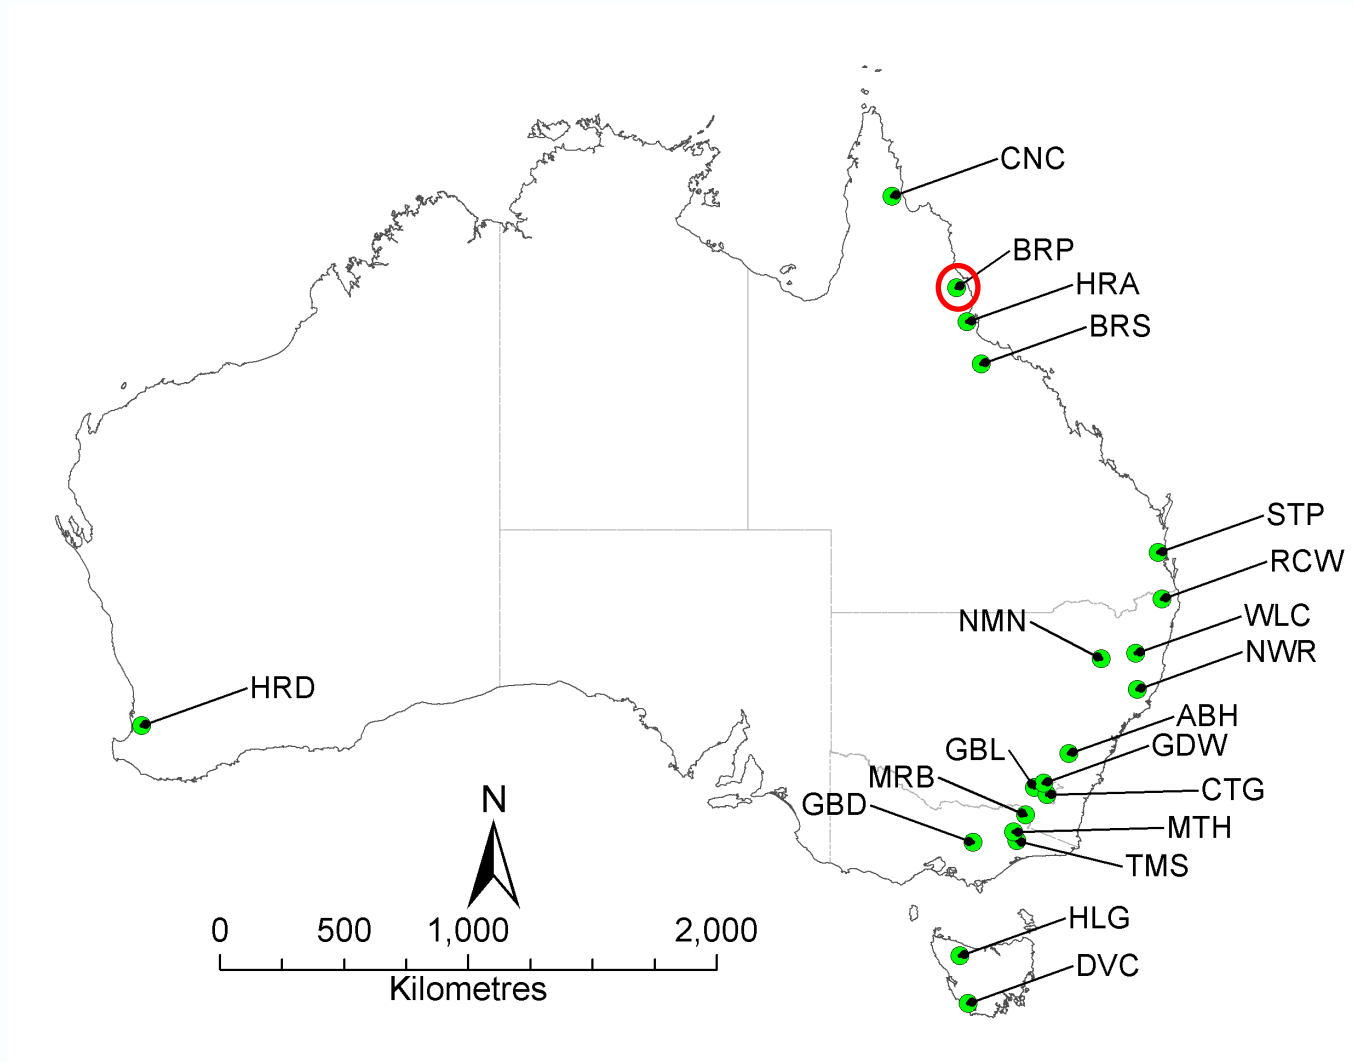 CNC
BRP
HRA
BRS
STP
RCW
WLC
NMN
NWR
HRD
ABH
GDW
GBL
MRB
CTG
GBD
MTH
TMS
N
HLG
0 500 1,000 2,000
DVC
Kilometres